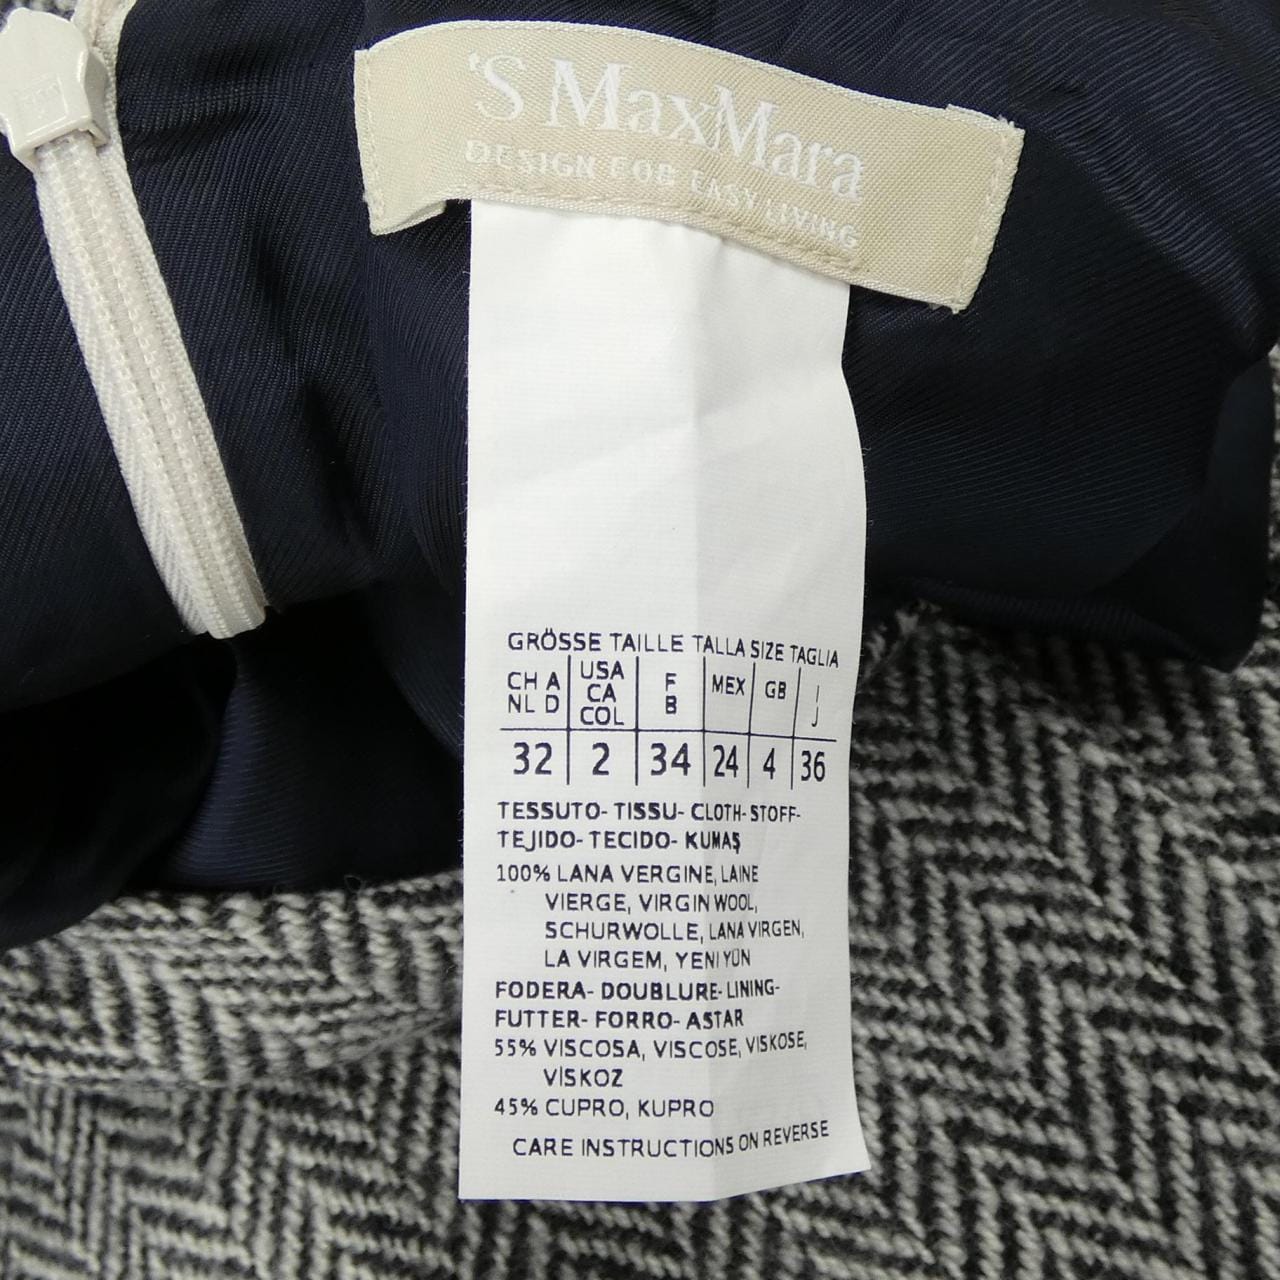 'S MaxMara
DESIGN FOR EASY LIVING
GRÖSSE TAILLE TALLA SIZE TAGLIA
CH A NL D USA CA COL F B MEX GB I J
32 2 34 24 4 36
TESSUTO- TISSU- CLOTH- STOFF-
TEJIDO- TECIDO- KUMAŞ
100% LANA VERGINE, LAINE
VIERGE, VIRGIN WOOL,
SCHURWOLLE, LANA VIRGEN,
LA VIRGEM, YENI YÜN
FODERA- DOUBLURE- LINING-
FUTTER- FORRO- ASTAR
55% VISCOSA, VISCOSE, VISKOSE,
VİSKOZ
45% CUPRO, KUPRO
CARE INSTRUCTIONS ON REVERSE